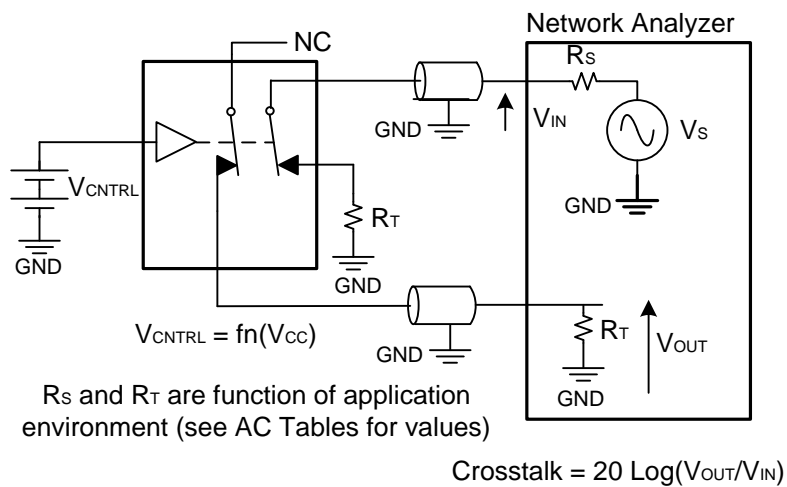 Network Analyzer
NC
RS
GND
VIN
VS
VCNTRL
RT
GND
GND
GND
VCNTRL = fn(VCC)
GND
RT
VOUT
GND
RS and RT are function of application
environment (see AC Tables for values)
Crosstalk = 20 Log(VOUT/VIN)